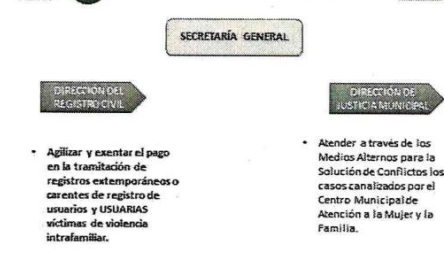 SECRETARÍA GENERAL
DIRECCIÓN DEL
REGISTRO CIVIL
• Agilizar y exentar el pago
en la tramitación de
registros extemporáneos o
carentes de registro de
usuarios y USUARIAS
víctimas de violencia
intrafamiliar.
DIRECCIÓN DE
JUSTICIA MUNICIPAL
• Atender a través de los
Medios Alternos para la
Solución de Conflictos los
casos canalizados por el
Centro Municipal de
Atención a la Mujer y la
Familia.